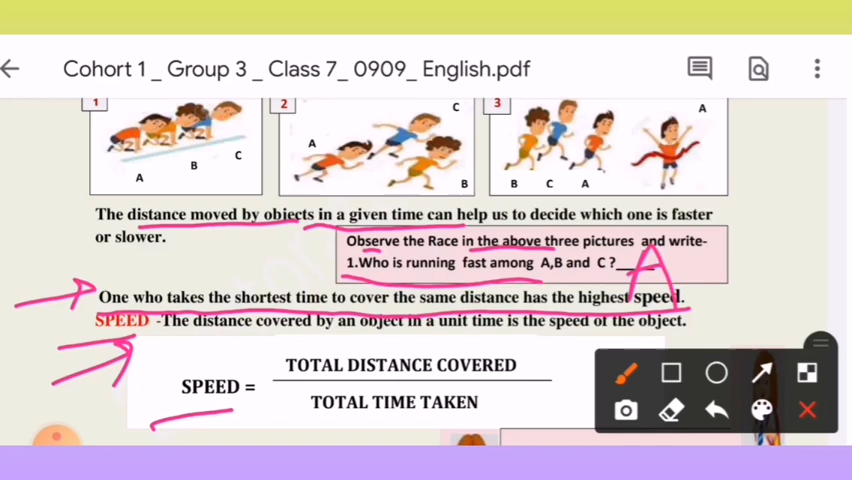 Cohort 1 _ Group 3 _ Class 7_ 0909_ English.pdf
1
2
3
A
B
C
A
C
B
B
C
A
A
The distance moved by objects in a given time can help us to decide which one is faster
or slower.
Observe the Race in the above three pictures and write-
1.Who is running fast among A,B and C ?____
A
One who takes the shortest time to cover the same distance has the highest speed.
SPEED -The distance covered by an object in a unit time is the speed of the object.
SPEED =
TOTAL DISTANCE COVERED
TOTAL TIME TAKEN